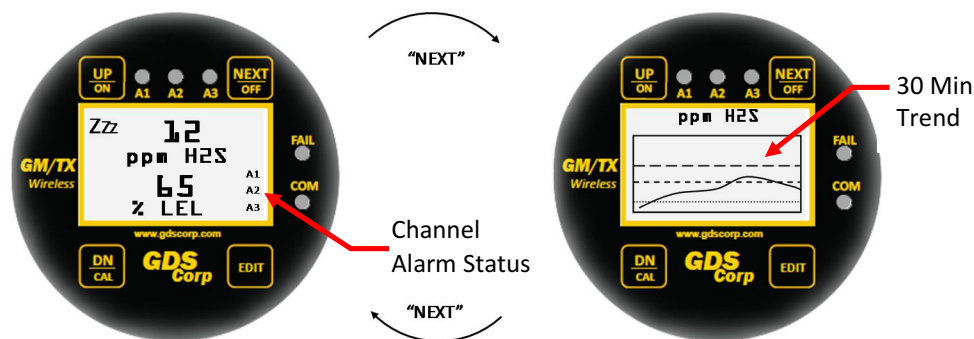 "NEXT"
UP
ON
A1 A2 A3
NEXT
OFF
Zzz
12
ppm H2S
65
% LEL
A1
A2
A3
GM/TX
Wireless
FAIL
COM
www.gdscorp.com
DN
CAL
GDS
Corp
EDIT
Channel
Alarm Status
"NEXT"
UP
ON
A1 A2 A3
NEXT
OFF
ppm H2S
GM/TX
Wireless
FAIL
COM
www.gdscorp.com
DN
CAL
GDS
Corp
EDIT
30 Min
Trend